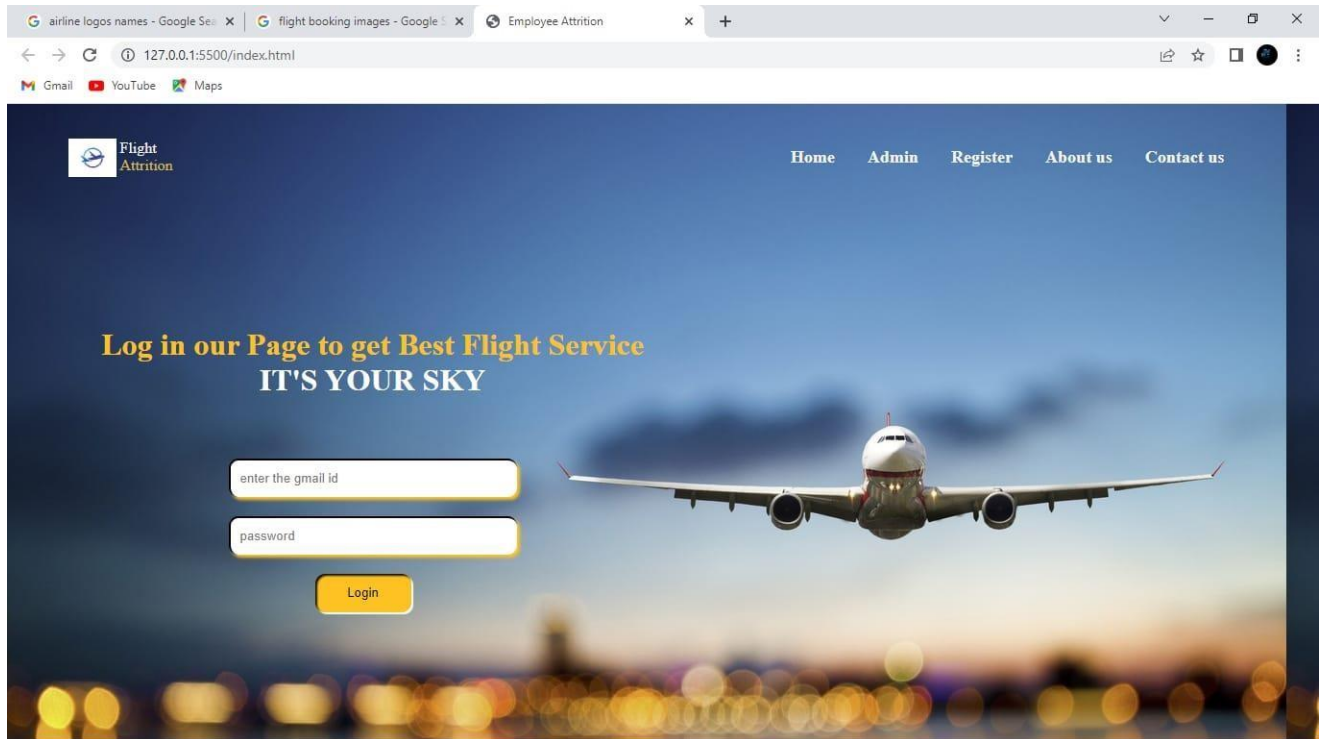 airline logos names - Google Sea
flight booking images - Google S
Employee Attrition
127.0.0.1:5500/index.html
Gmail
YouTube
Maps
Flight
Attrition
Home
Admin
Register
About us
Contact us
Log in our Page to get Best Flight Service
IT'S YOUR SKY
enter the gmail id
password
Login